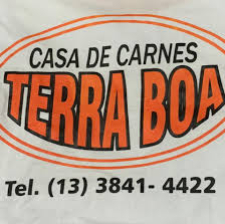 CASA DE CARNES
TERRA BOA
Tel. (13) 3841-4422